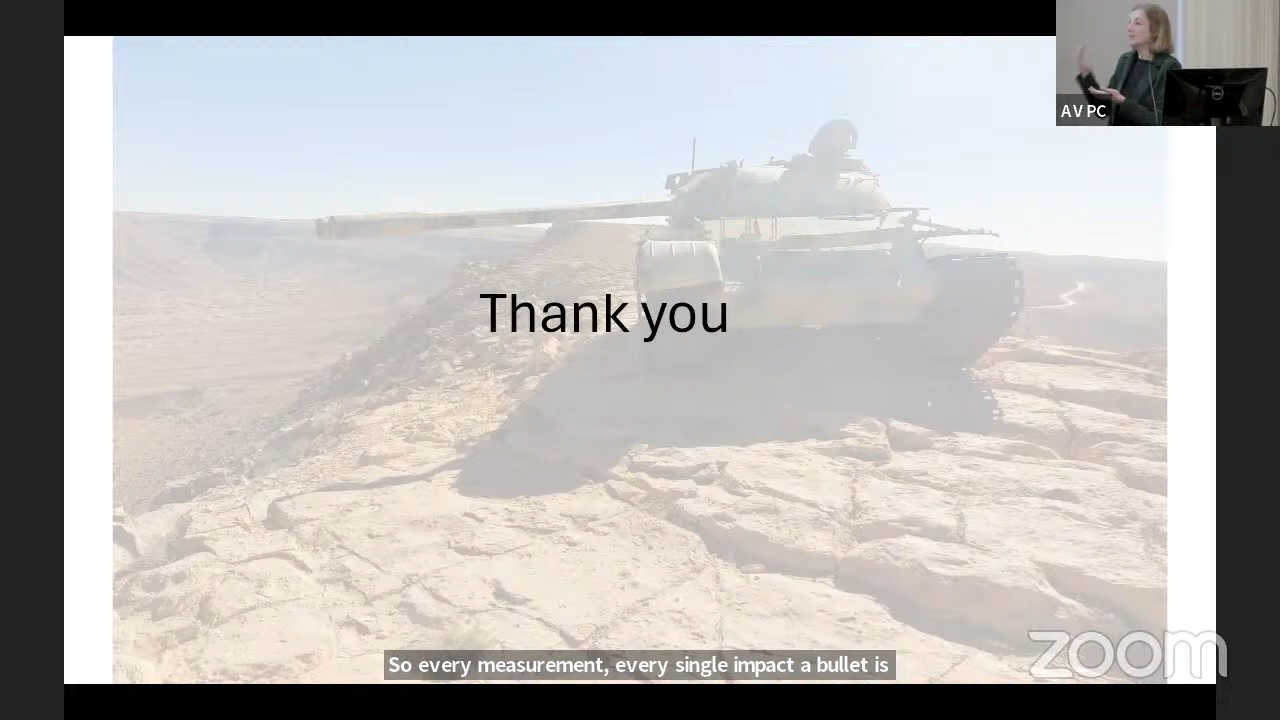 AV PC
Thank you
So every measurement, every single impact a bullet is
zoom